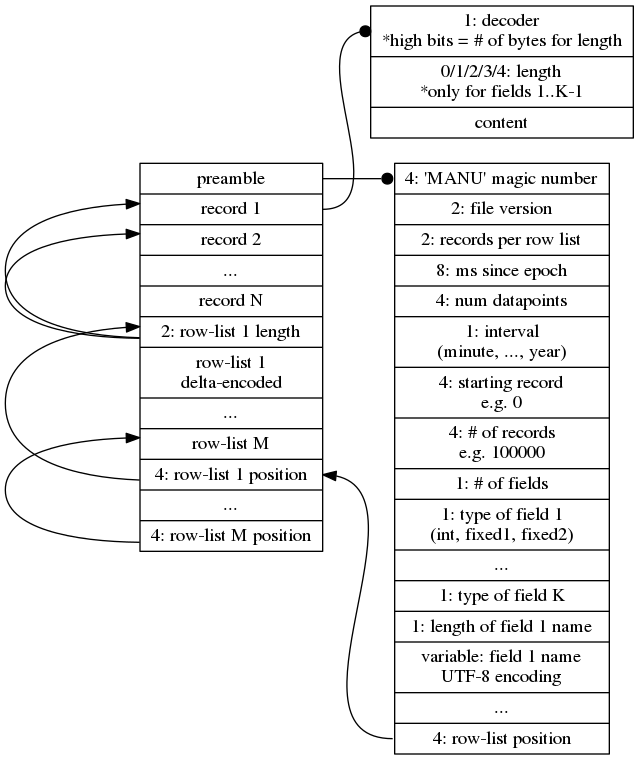 1: decoder
*high bits = # of bytes for length
0/1/2/3/4: length
*only for fields 1..K-1
content
preamble
record 1
record 2
...
record N
2: row-list 1 length
row-list 1
delta-encoded
...
row-list M
4: row-list 1 position
...
4: row-list M position
4: 'MANU' magic number
2: file version
2: records per row list
8: ms since epoch
4: num datapoints
1: interval
(minute, ..., year)
4: starting record
e.g. 0
4: # of records
e.g. 100000
1: # of fields
1: type of field 1
(int, fixed1, fixed2)
...
1: type of field K
1: length of field 1 name
variable: field 1 name
UTF-8 encoding
...
4: row-list position